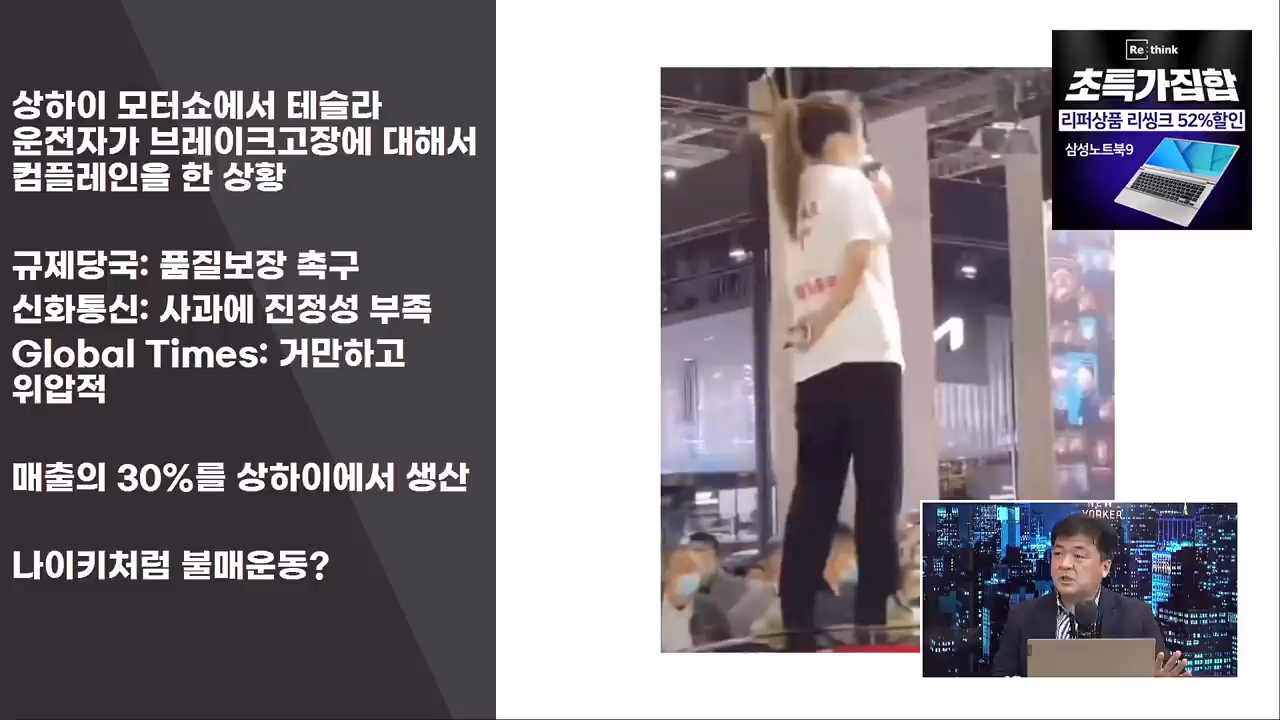 상하이 모터쇼에서 테슬라
운전자가 브레이크고장에 대해서
컴플레인을 한 상황
규제당국: 품질보장 촉구
신화통신: 사과에 진정성 부족
Global Times: 거만하고
위압적
매출의 30%를 상하이에서 생산
나이키처럼 불매운동?
Re:think
초특가집합
리퍼상품 리씽크 52%할인
삼성노트북9
NEW
YORKER